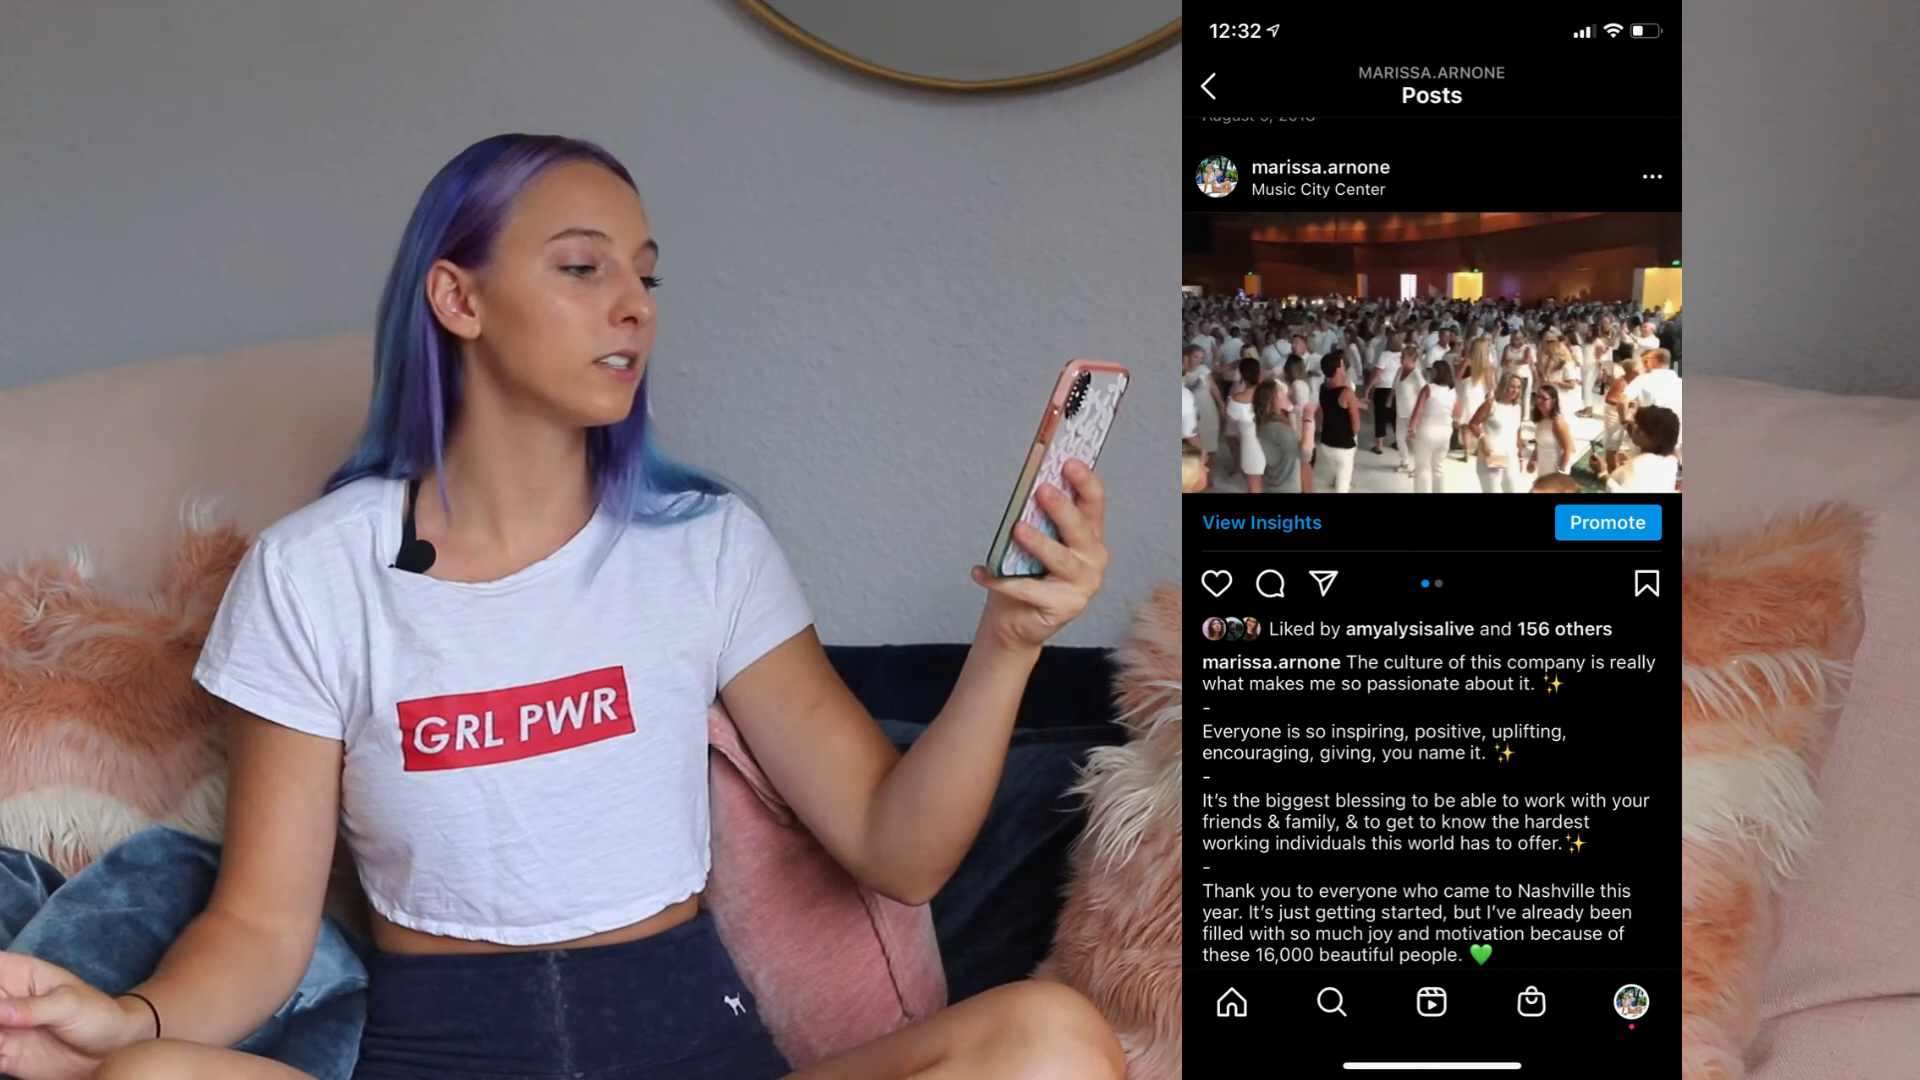 GRL PWR
12:32
MARISSA.ARNONE
Posts
marissa.arnone
Music City Center
View Insights
Promote
Liked by amyalysisalive and 156 others
marissa.arnone The culture of this company is really
what makes me so passionate about it. ✨
-
Everyone is so inspiring, positive, uplifting,
encouraging, giving, you name it. ✨
-
It’s the biggest blessing to be able to work with your
friends & family, & to get to know the hardest
working individuals this world has to offer.✨
-
Thank you to everyone who came to Nashville this
year. It’s just getting started, but I’ve already been
filled with so much joy and motivation because of
these 16,000 beautiful people. 💚